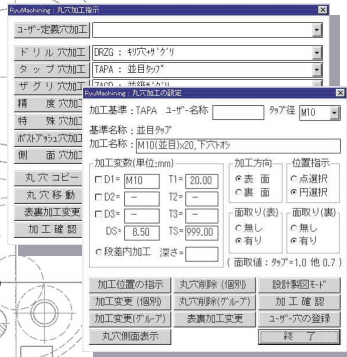 RyuMachining : 丸穴加工指示
ユーザー定義穴加工
ドリル穴加工 DRZG : キリ穴+ザグリ
タップ穴加工 TAPA : 並目タップ
ザグリ穴加工
精度穴加工
特殊穴加工
ポストプッシュ穴加工
側面穴加工
丸穴コピー
丸穴移動
表裏加工変更
加工確認
RyuMachining : 丸穴加工の設定
加工基準 : TAPA ユーザー名称 タップ径 M10
基準名称 : 並目タップ
加工名称 : M10(並目)x20,下穴トオシ
加工変数(単位:mm)
D1= M10 T1= 20.00
D2= − T2= −
D3= − T3= −
DS= 8.50 TS= 999.00
段差内加工 深さ=
加工方向
表 面
裏 面
位置指示
点選択
円選択
面取り(表)
無し
有り
面取り(裏)
無し
有り
( 面取値 : タップ=1.0 他 0.7 )
加工位置の指示 丸穴削除 (個別) 設計製図モード
加工変更 (個別) 丸穴削除(グループ) 加工確認
加工変更(グループ) 表裏加工変更 ユーザー穴の登録
丸穴側面表示 終 了